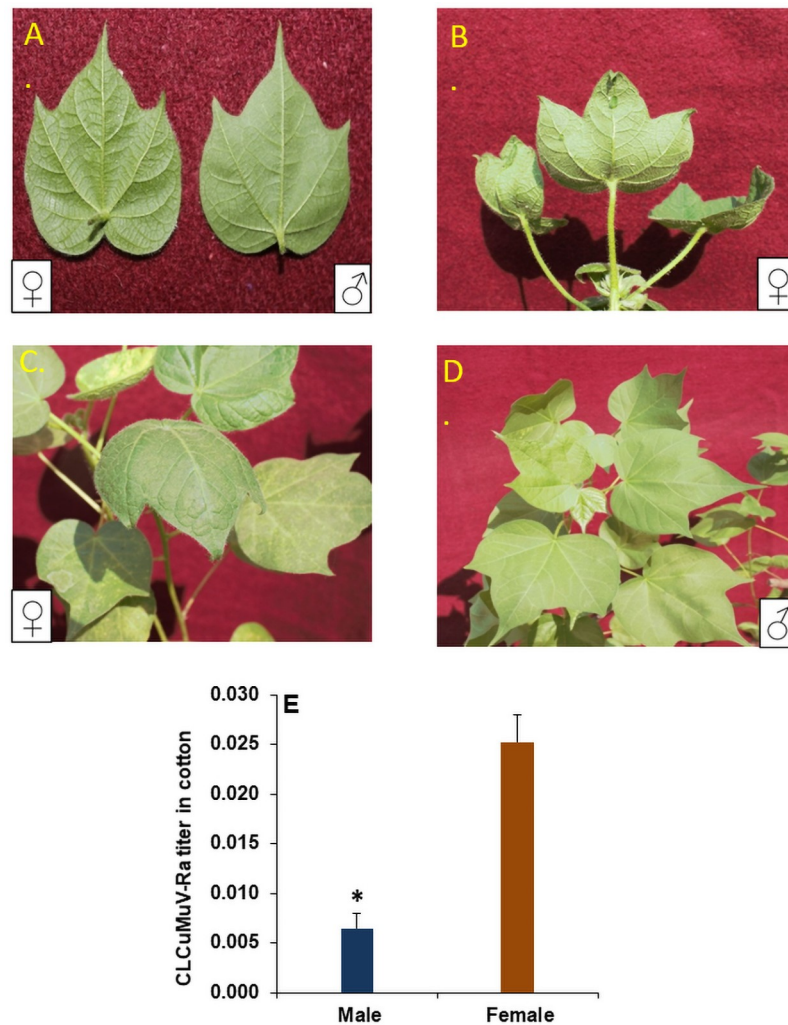 A
.
B
.
♀
♂
♀
C.
D
.
♀
♂
E
CLCuMuV-Ra titer in cotton
0.030
0.025
0.020
0.015
0.010
0.005
0.000
*
Male
Female